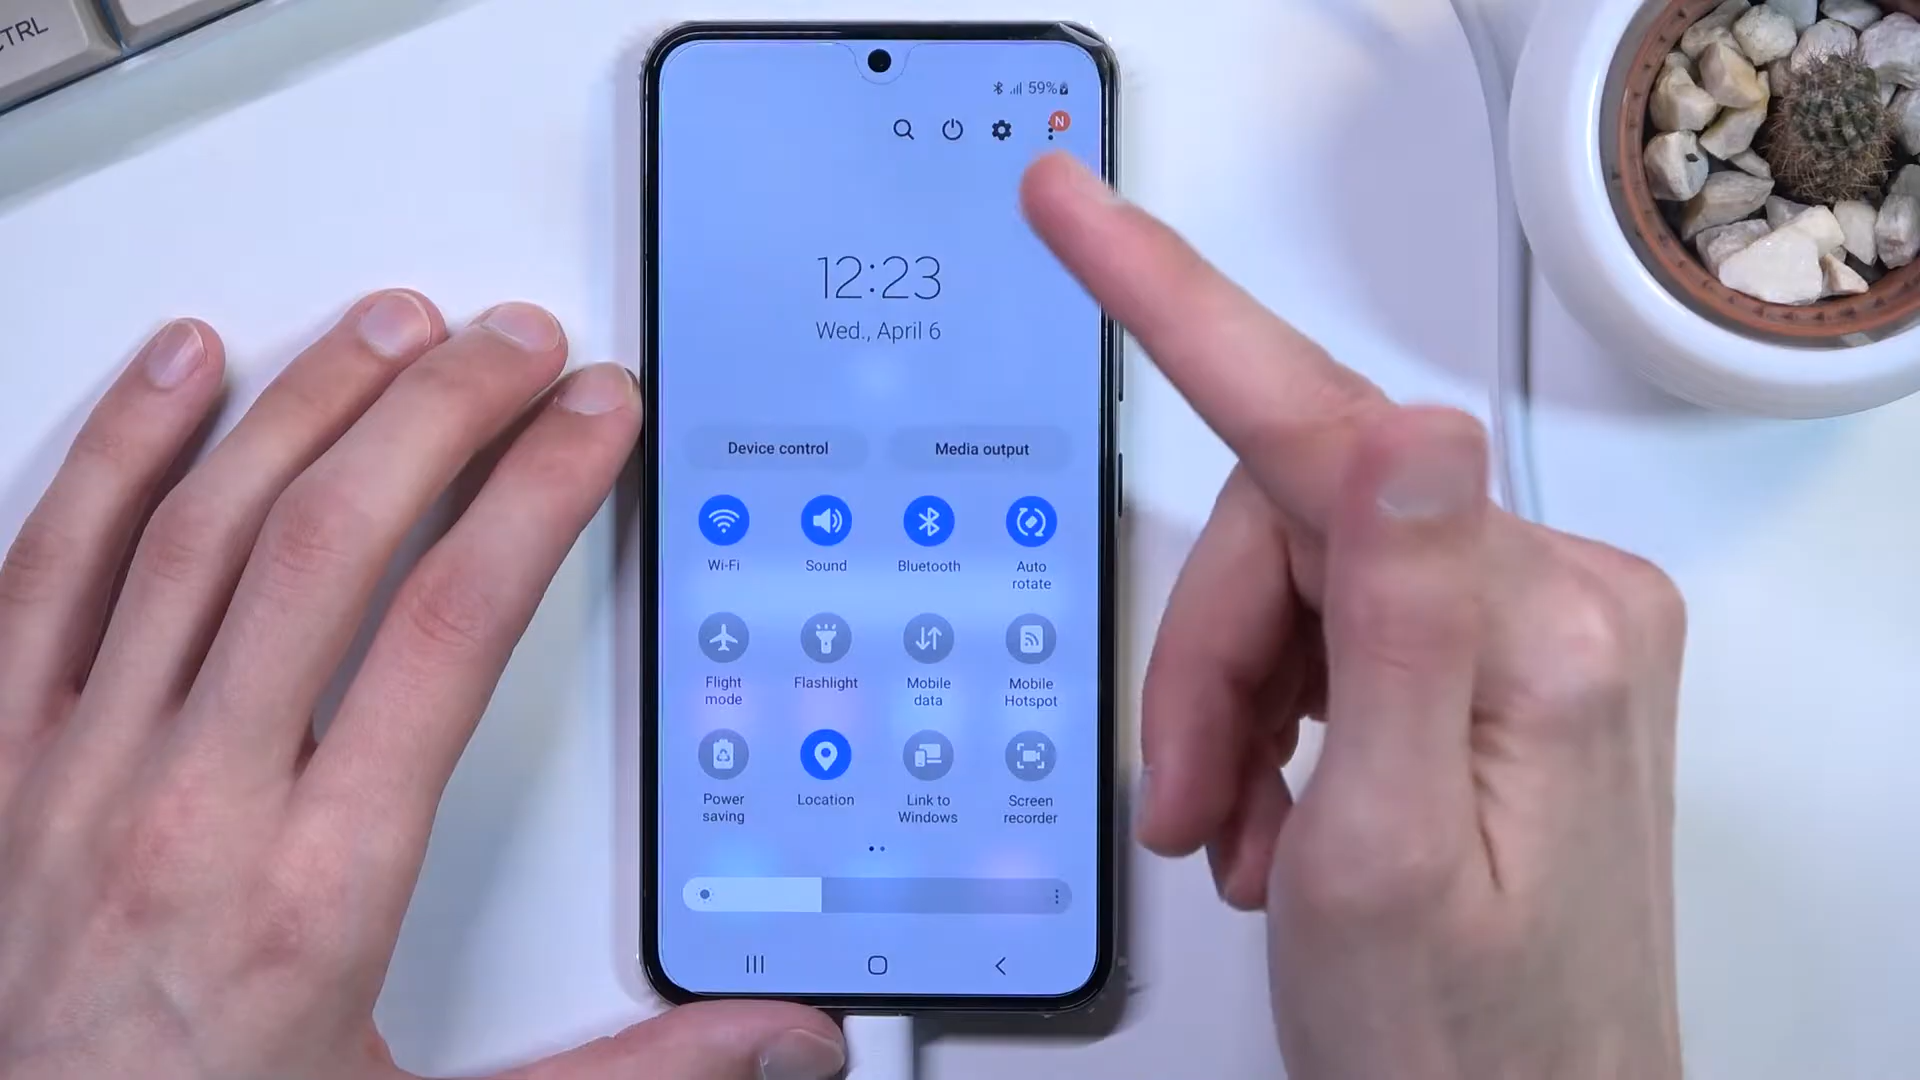 CTRL
59%
N
12:23
Wed., April 6
Device control
Media output
Wi-Fi
Sound
Bluetooth
Auto
rotate
Flight
mode
Flashlight
Mobile
data
Mobile
Hotspot
Power
saving
Location
Link to
Windows
Screen
recorder